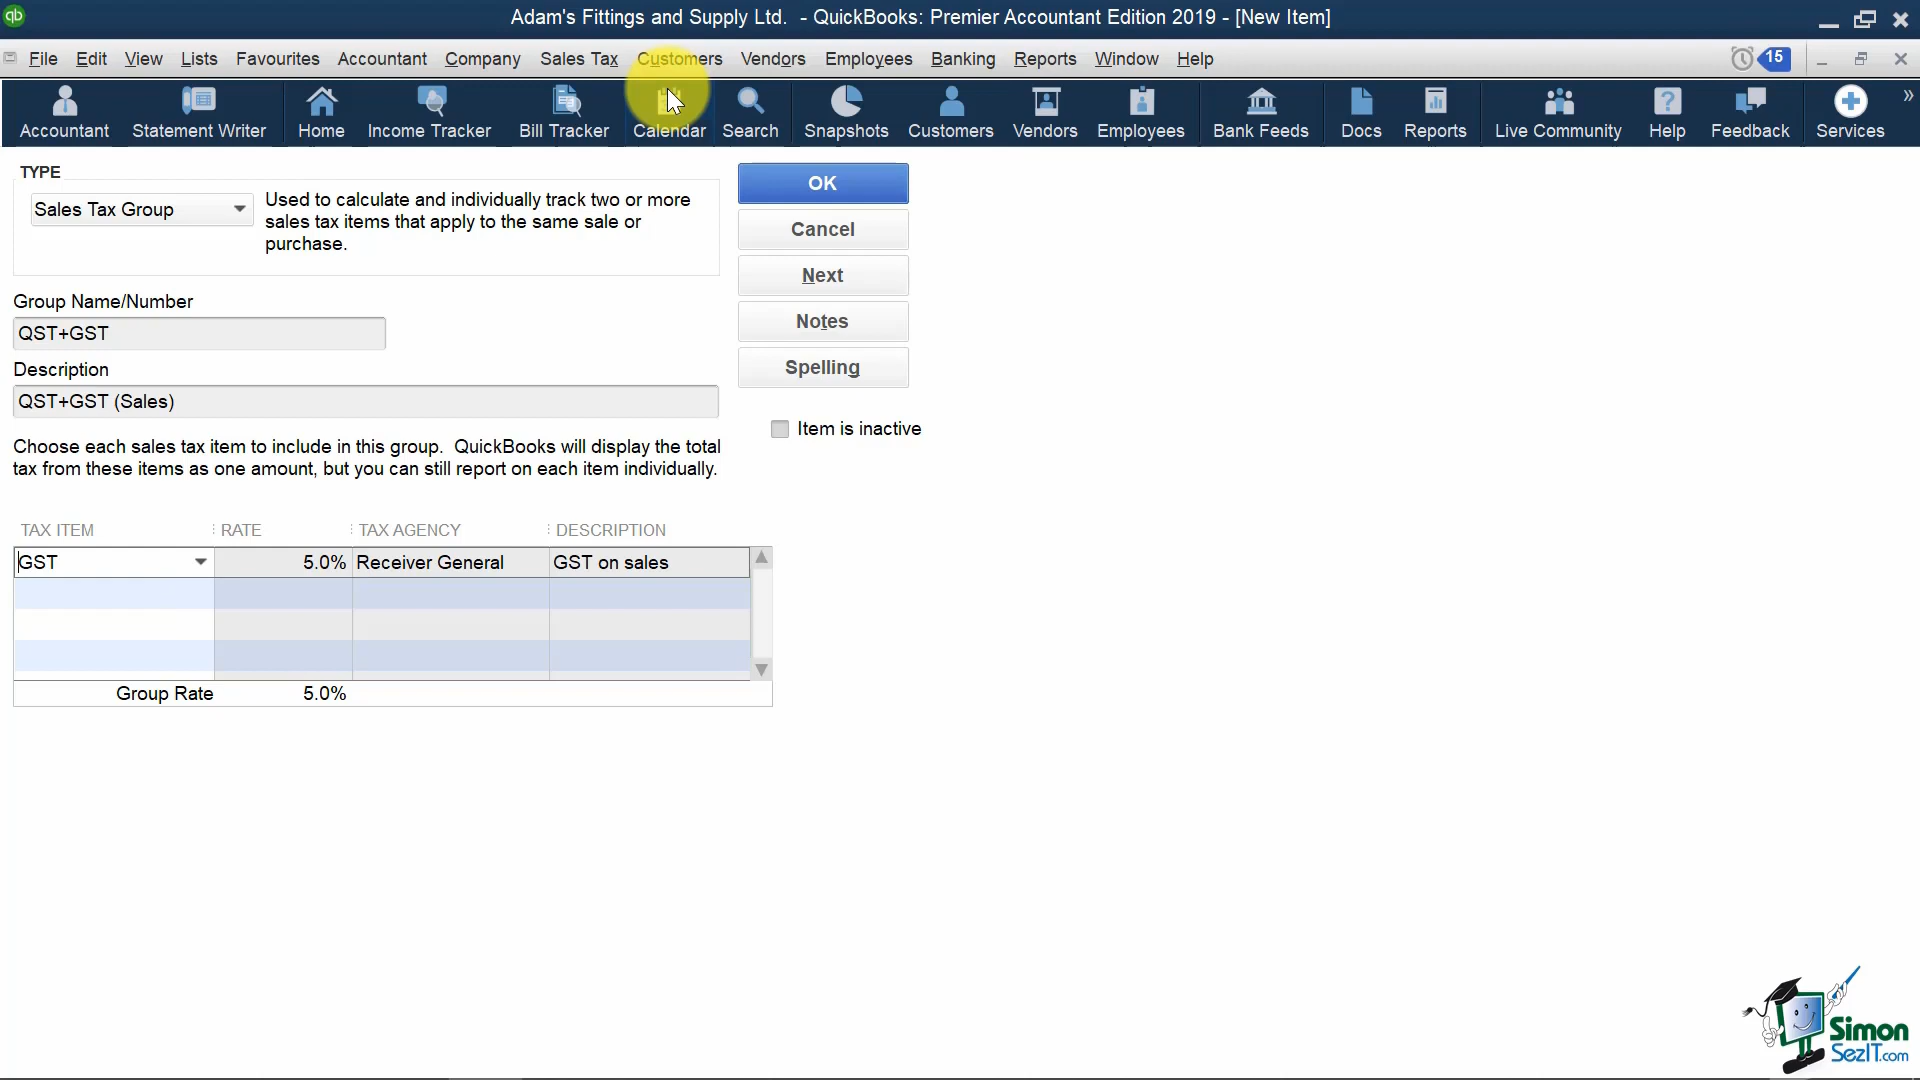 qb
Adam's Fittings and Supply Ltd. - QuickBooks: Premier Accountant Edition 2019 - [New Item]
File Edit View Lists Favourites Accountant Company Sales Tax Customers Vendors Employees Banking Reports Window Help 15
Accountant Statement Writer Home Income Tracker Bill Tracker Calendar Search Snapshots Customers Vendors Employees Bank Feeds Docs Reports Live Community Help Feedback Services
TYPE
Sales Tax Group
Used to calculate and individually track two or more
sales tax items that apply to the same sale or
purchase.
OK
Cancel
Next
Notes
Spelling
Item is inactive
Group Name/Number
QST+GST
Description
QST+GST (Sales)
Choose each sales tax item to include in this group. QuickBooks will display the total
tax from these items as one amount, but you can still report on each item individually.
TAX ITEM RATE TAX AGENCY DESCRIPTION
GST 5.0% Receiver General GST on sales
Group Rate 5.0%
Simon
SezIT.com